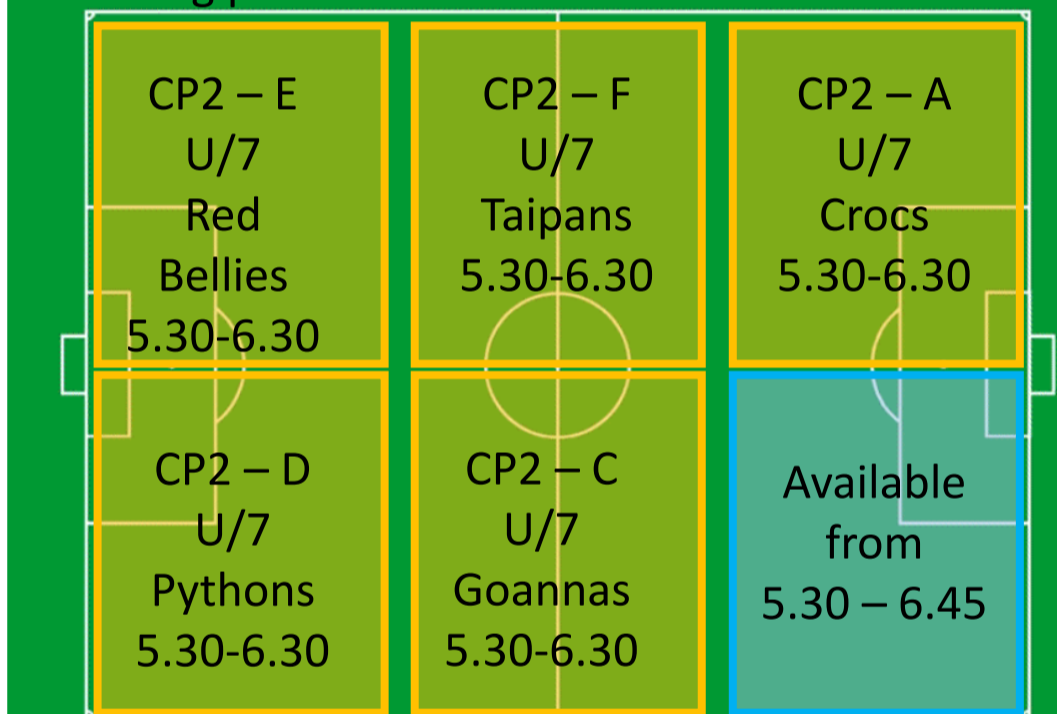 CP2 – E
U/7
Red
Bellies
5.30-6.30
CP2 – F
U/7
Taipans
5.30-6.30
CP2 – A
U/7
Crocs
5.30-6.30
CP2 – D
U/7
Pythons
5.30-6.30
CP2 – C
U/7
Goannas
5.30-6.30
Available
from
5.30 – 6.45